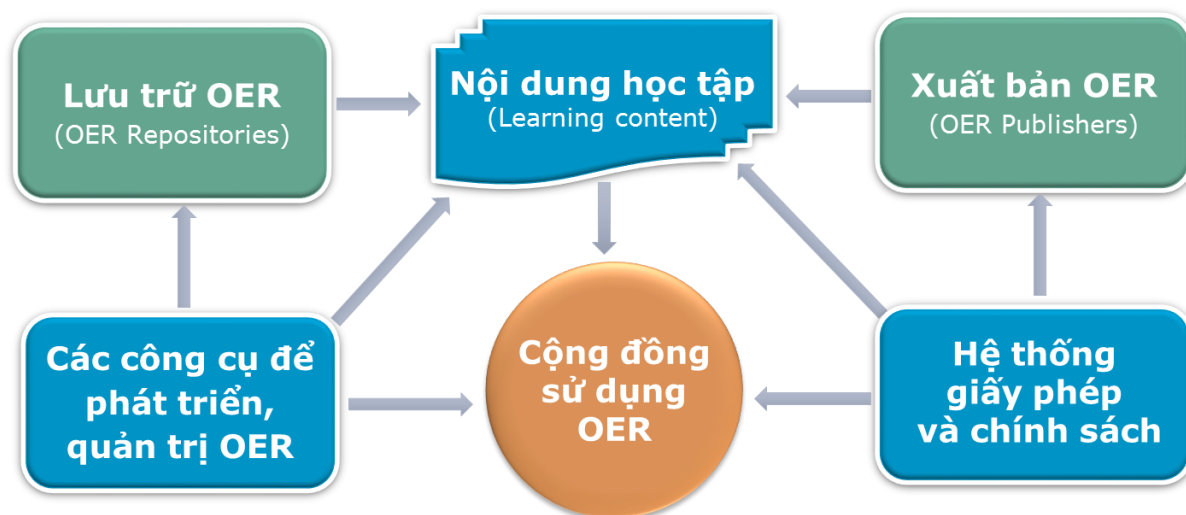 Lưu trữ OER
(OER Repositories)
Nội dung học tập
(Learning content)
Xuất bản OER
(OER Publishers)
Các công cụ để
phát triển,
quản trị OER
Cộng đồng
sử dụng
OER
Hệ thống
giấy phép
và chính sách